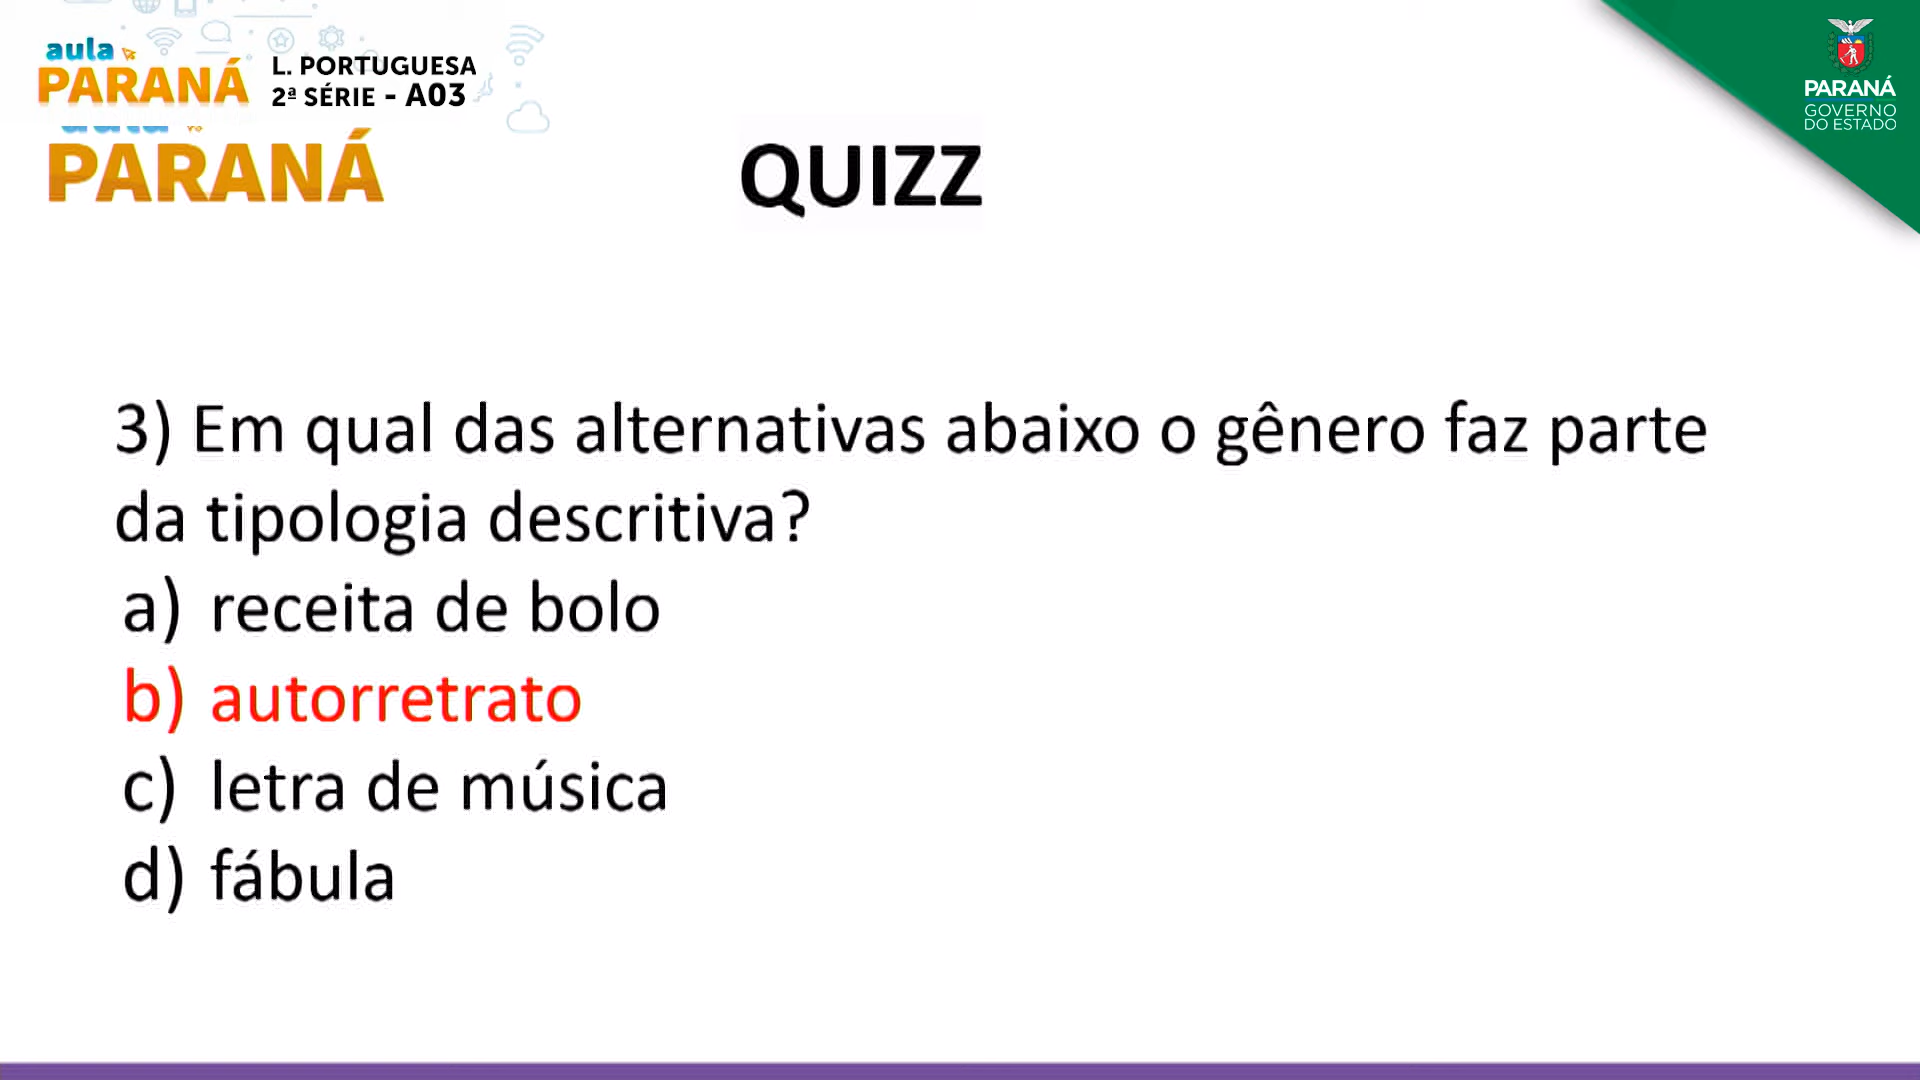 aula
PARANÁ
L. PORTUGUESA
2ª SÉRIE - A03
PARANÁ
GOVERNO
DO ESTADO
PARANÁ
QUIZZ
3) Em qual das alternativas abaixo o gênero faz parte
da tipologia descritiva?
a) receita de bolo
b) autorretrato
c) letra de música
d) fábula